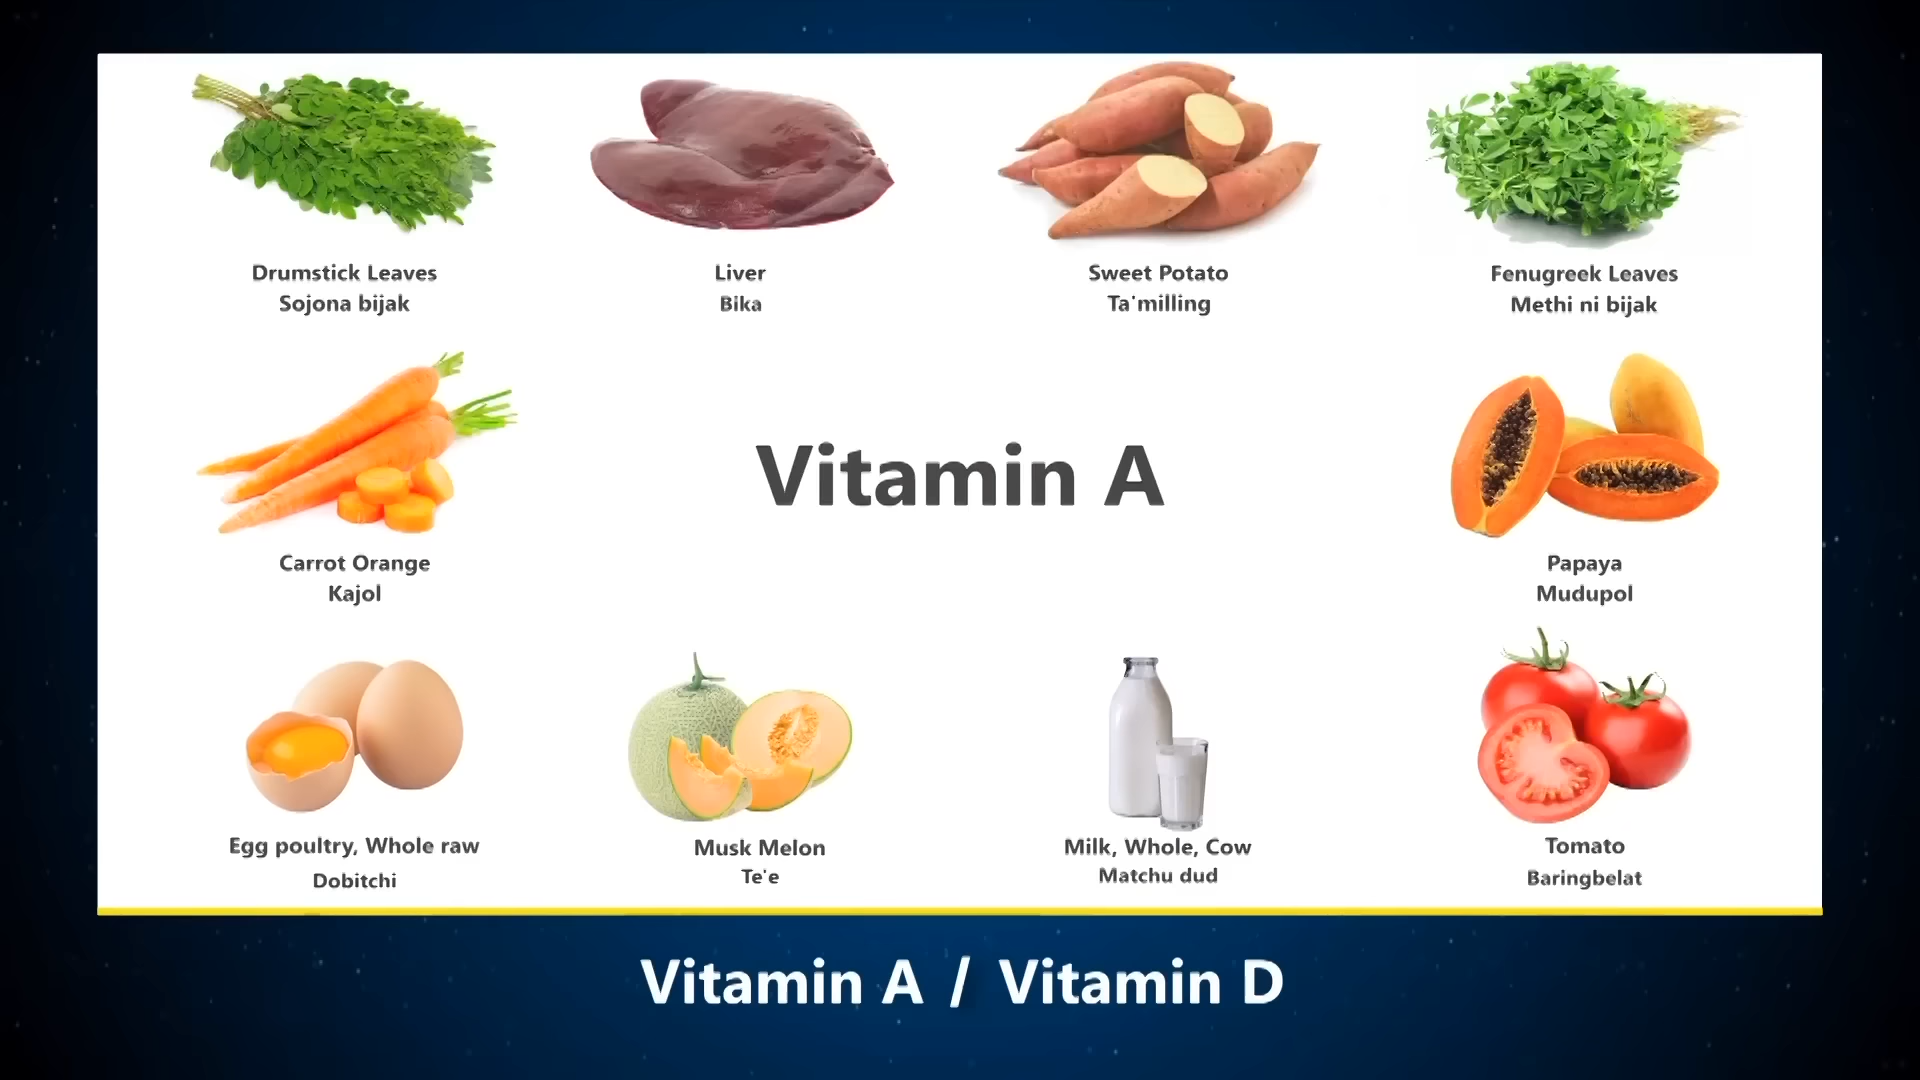 Drumstick Leaves
Sojona bijak
Liver
Bika
Sweet Potato
Ta'milling
Fenugreek Leaves
Methi ni bijak
Carrot Orange
Kajol
Vitamin A
Papaya
Mudupol
Egg poultry, Whole raw
Dobitchi
Musk Melon
Te'e
Milk, Whole, Cow
Matchu dud
Tomato
Baringbelat
Vitamin A / Vitamin D